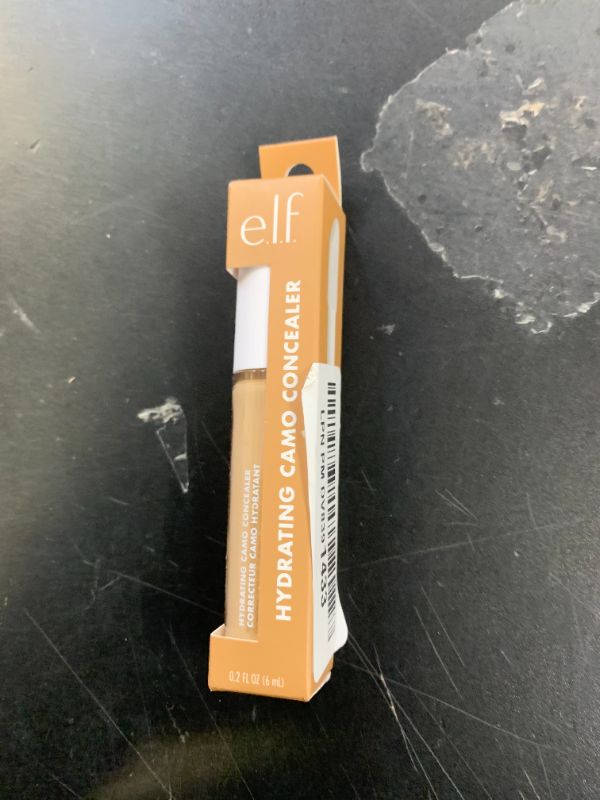 e.l.f.
HYDRATING CAMO CONCEALER
HYDRATING CAMO CONCEALER
CORRECTEUR CAMO HYDRATANT
0.2 FL OZ (6 mL)